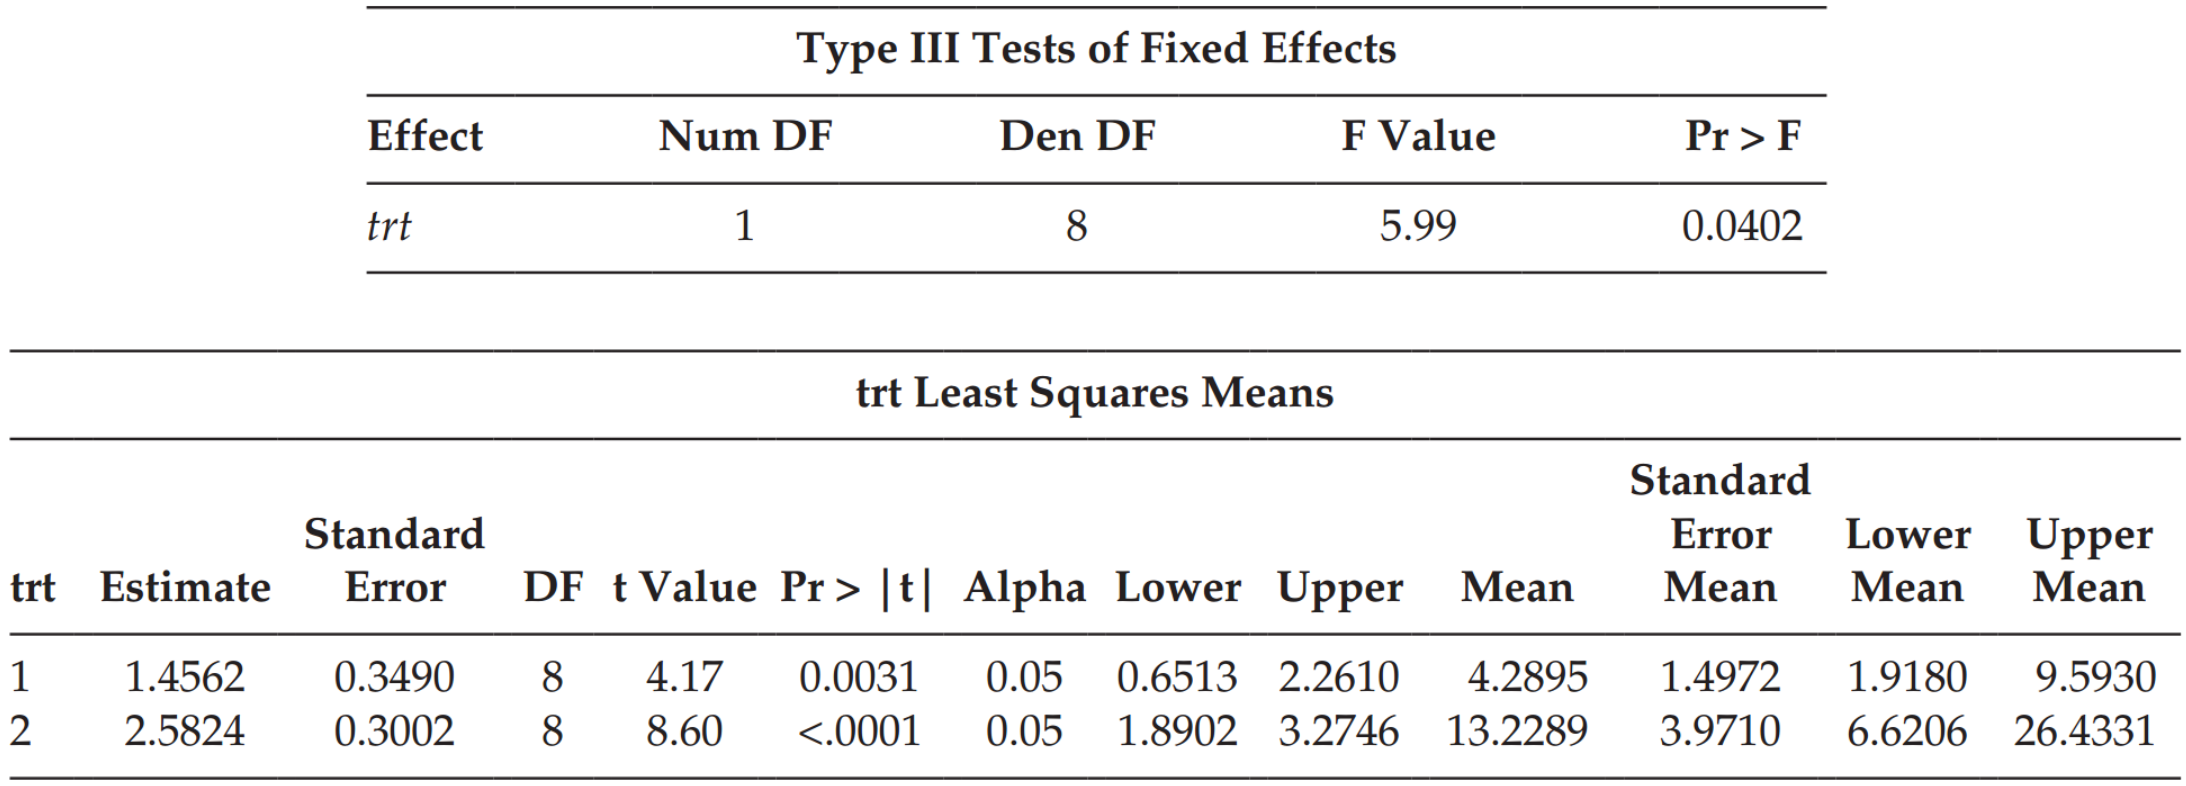 Type III Tests of Fixed Effects
Effect Num DF Den DF F Value Pr > F
trt 1 8 5.99 0.0402
trt Least Squares Means
trt Estimate Standard Error DF t Value Pr > |t| Alpha Lower Upper Mean Standard Error Mean Lower Mean Upper Mean
1 1.4562 0.3490 8 4.17 0.0031 0.05 0.6513 2.2610 4.2895 1.4972 1.9180 9.5930
2 2.5824 0.3002 8 8.60 <.0001 0.05 1.8902 3.2746 13.2289 3.9710 6.6206 26.4331